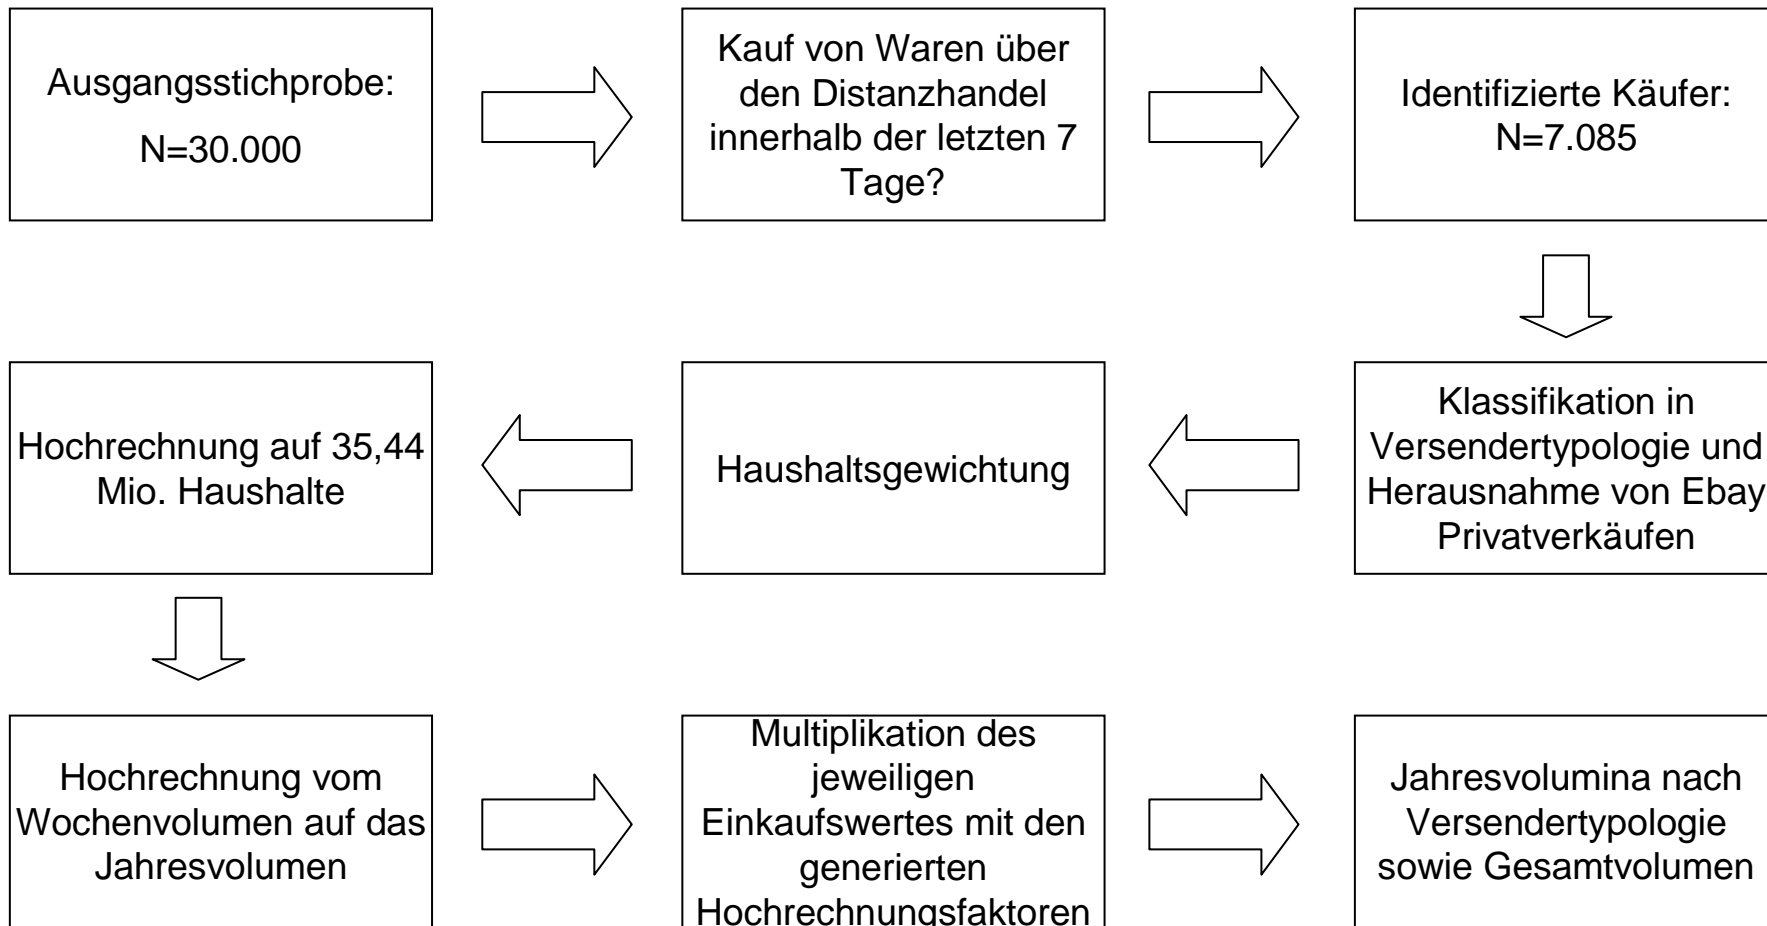 Ausgangsstichprobe:
N=30.000
Kauf von Waren über
den Distanzhandel
innerhalb der letzten 7
Tage?
Identifizierte Käufer:
N=7.085
Hochrechnung auf 35,44
Mio. Haushalte
Haushaltsgewichtung
Klassifikation in
Versendertypologie und
Herausnahme von Ebay
Privatverkäufen
Hochrechnung vom
Wochenvolumen auf das
Jahresvolumen
Multiplikation des
jeweiligen
Einkaufswertes mit den
generierten
Hochrechnungsfaktoren
Jahresvolumina nach
Versendertypologie
sowie Gesamtvolumen